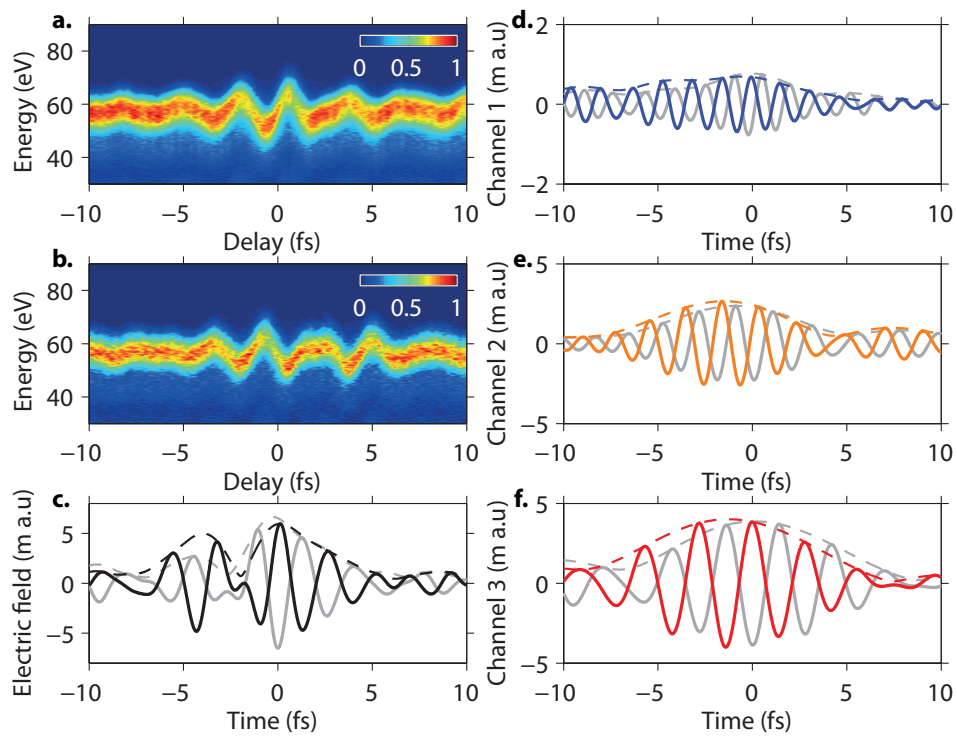 a.
Energy (eV)
80
60
40
0 0.5 1
−10 −5 0 5 10
Delay (fs)
b.
Energy (eV)
80
60
40
0 0.5 1
−10 −5 0 5 10
Delay (fs)
c.
Electric field (m a.u)
5
0
−5
−10 −5 0 5 10
Time (fs)
d.
Channel 1 (m a.u)
2
0
−2
−10 −5 0 5 10
Time (fs)
e.
Channel 2 (m a.u)
5
0
−5
−10 −5 0 5 10
Time (fs)
f.
Channel 3 (m a.u)
5
0
−5
−10 −5 0 5 10
Time (fs)